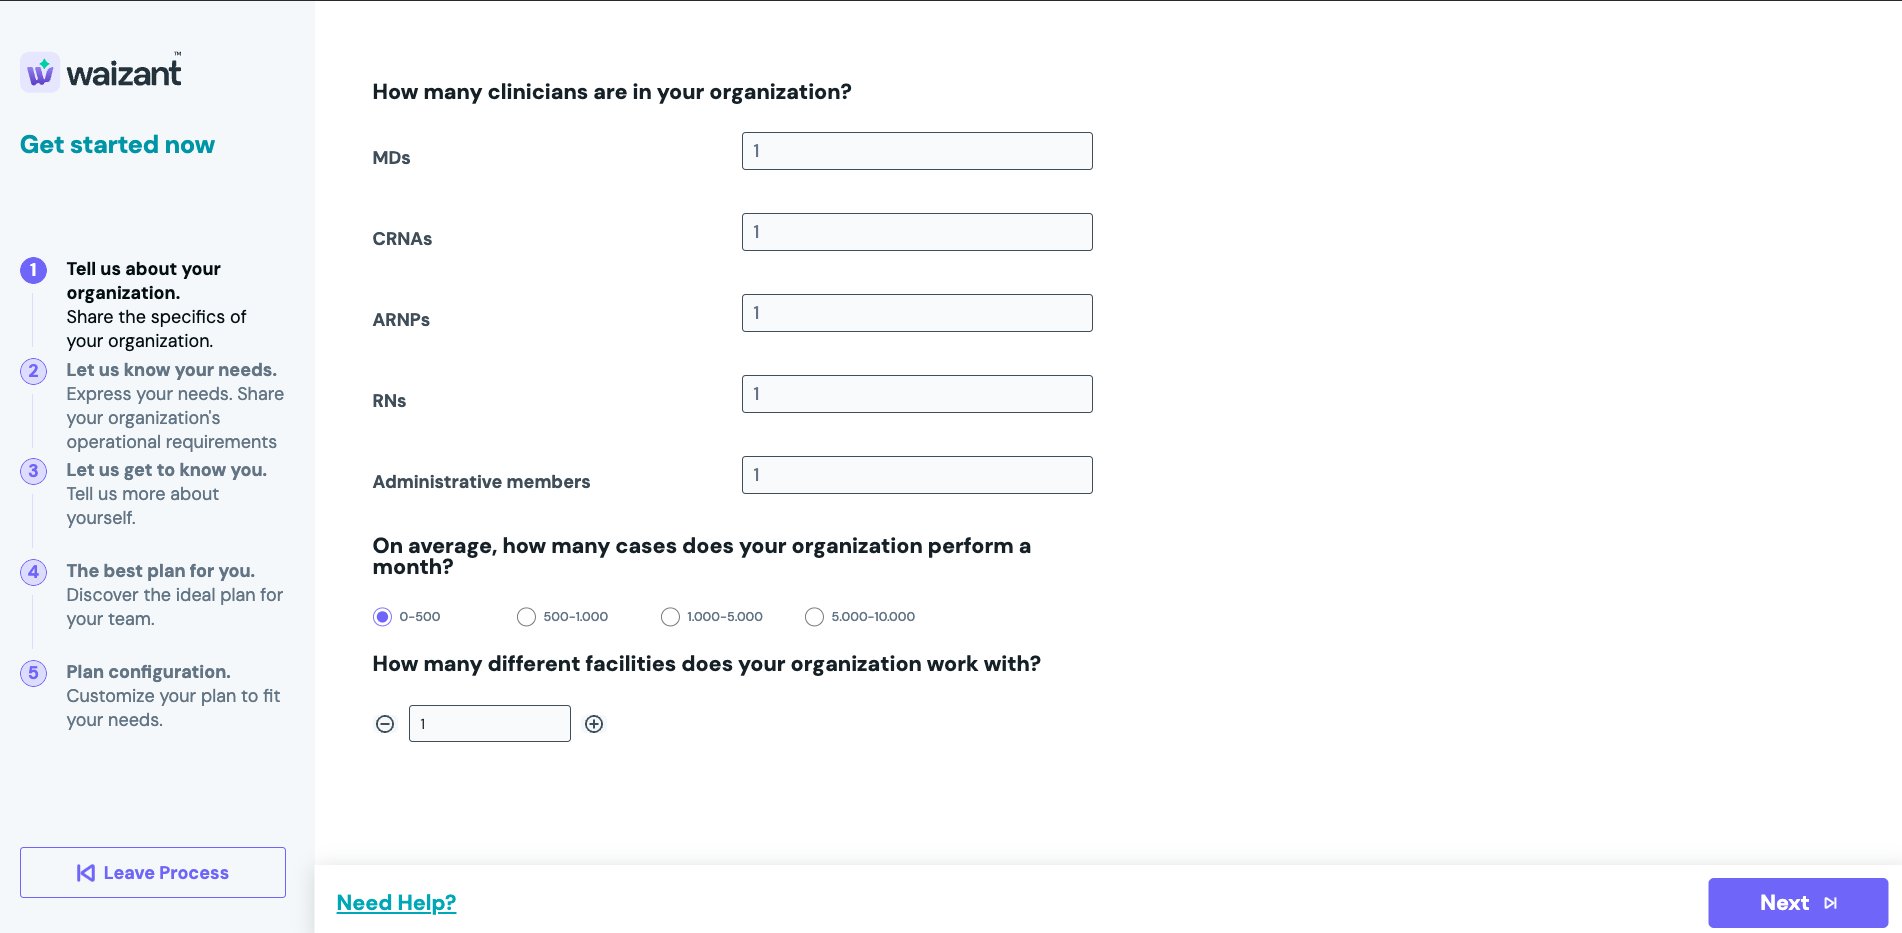 waizant™
Get started now
1
Tell us about your
organization.
Share the specifics of
your organization.
2
Let us know your needs.
Express your needs. Share
your organization's
operational requirements
3
Let us get to know you.
Tell us more about
yourself.
4
The best plan for you.
Discover the ideal plan for
your team.
5
Plan configuration.
Customize your plan to fit
your needs.
Leave Process
How many clinicians are in your organization?
MDs 1
CRNAs 1
ARNPs 1
RNs 1
Administrative members 1
On average, how many cases does your organization perform a
month?
0-500 500-1.000 1.000-5.000 5.000-10.000
How many different facilities does your organization work with?
1
Need Help?
Next